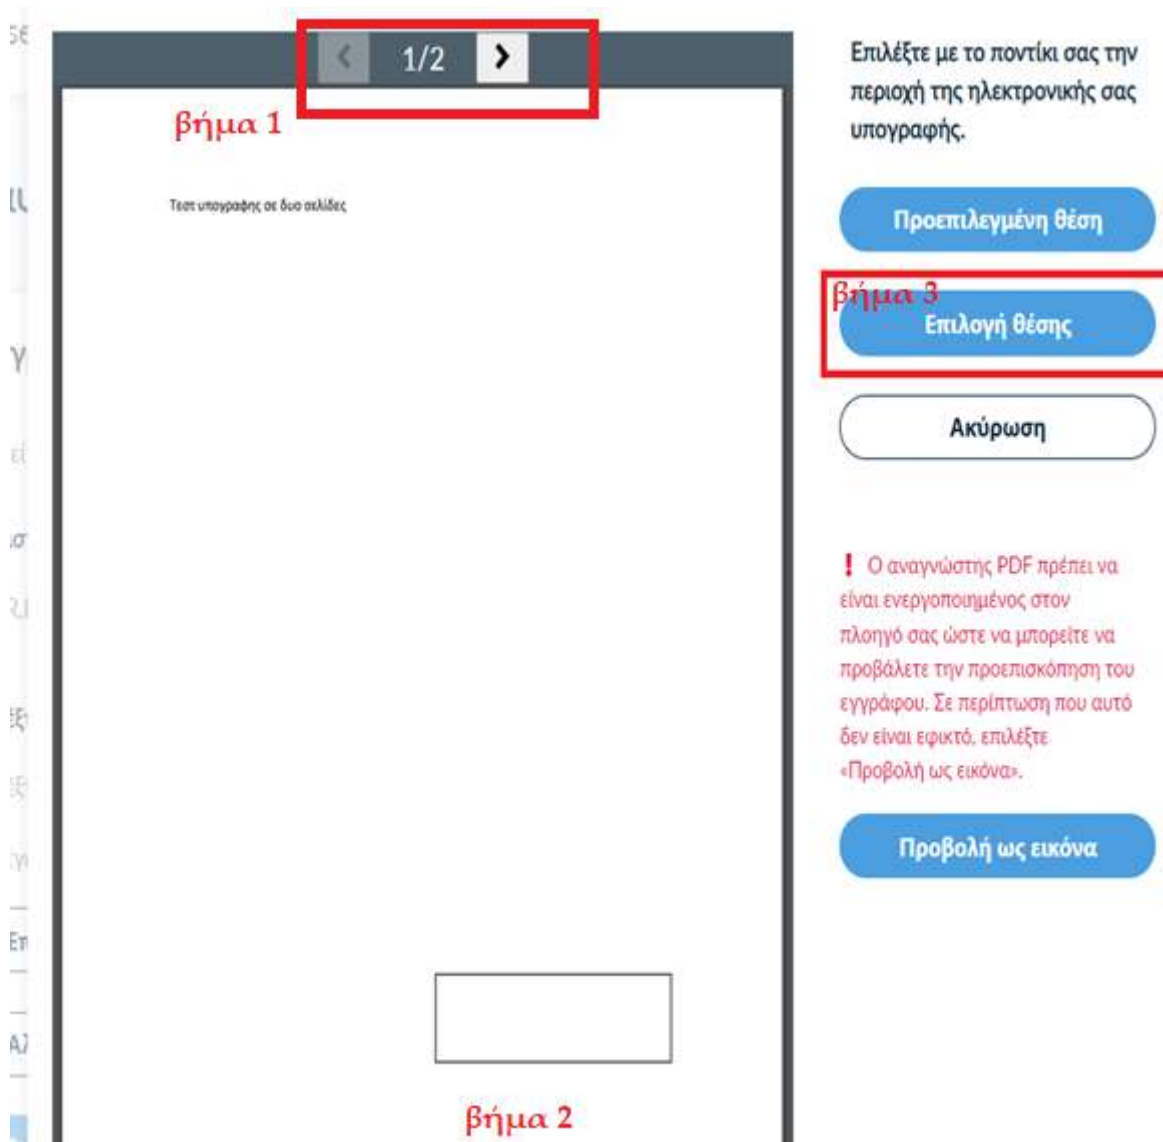 1/2
βήμα 1
Τεστ υπογραφης σε δυο σελίδες
βήμα 2
Επιλέξτε με το ποντίκι σας την
περιοχή της ηλεκτρονικής σας
υπογραφής.
Προεπιλεγμένη θέση
βήμα 3
Επιλογή θέσης
Ακύρωση
! Ο αναγνώστης PDF πρέπει να
είναι ενεργοποιημένος στον
πλοηγό σας ώστε να μπορείτε να
προβάλετε την προεπισκόπηση του
εγγράφου. Σε περίπτωση που αυτό
δεν είναι εφικτό, επιλέξτε
«Προβολή ως εικόνα».
Προβολή ως εικόνα